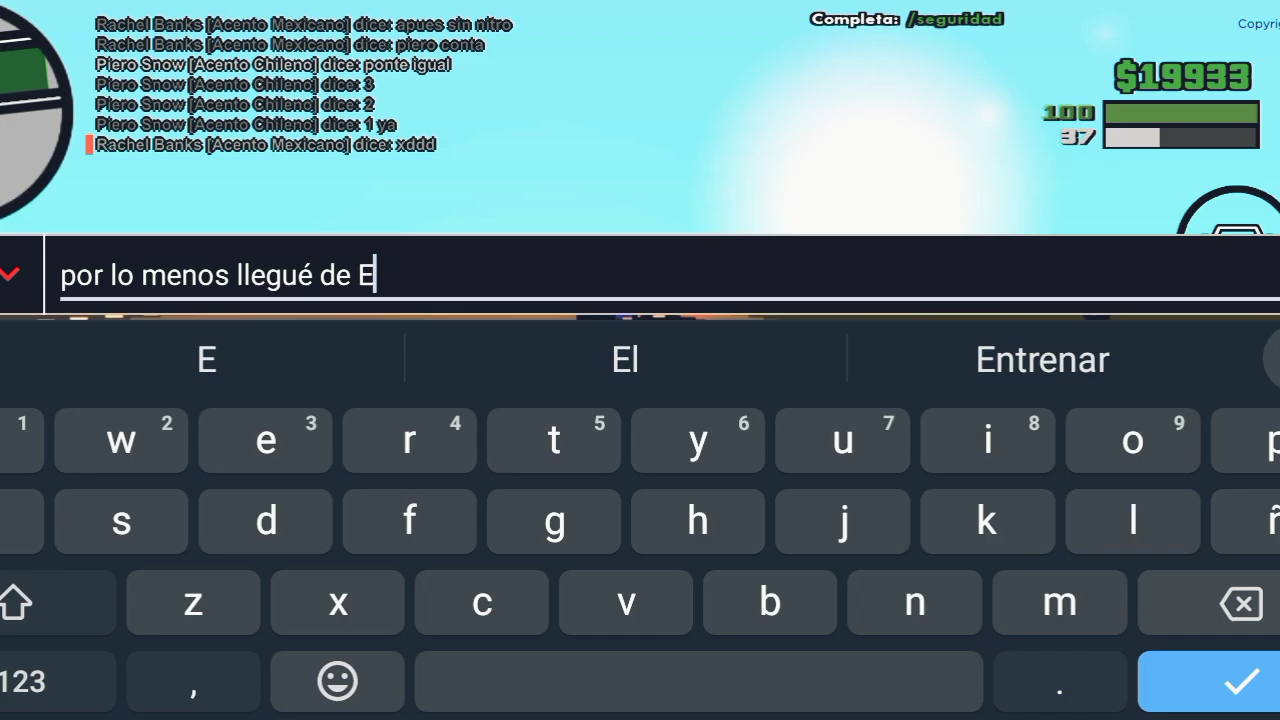 Rachel Banks [Acento Mexicano] dice: apues sin nitro
Rachel Banks [Acento Mexicano] dice: piero conta
Piero Snow [Acento Chileno] dice: ponte igual
Piero Snow [Acento Chileno] dice: 3
Piero Snow [Acento Chileno] dice: 2
Piero Snow [Acento Chileno] dice: 1 ya
Rachel Banks [Acento Mexicano] dice: xddd
Completa: /seguridad
Copyri
$19933
100
37
por lo menos llegué de E
E El Entrenar
1 w 2 e 3 r 4 t 5 y 6 u 7 i 8 o 9 p
s d f g h j k l ñ
z x c v b n m
123 , .